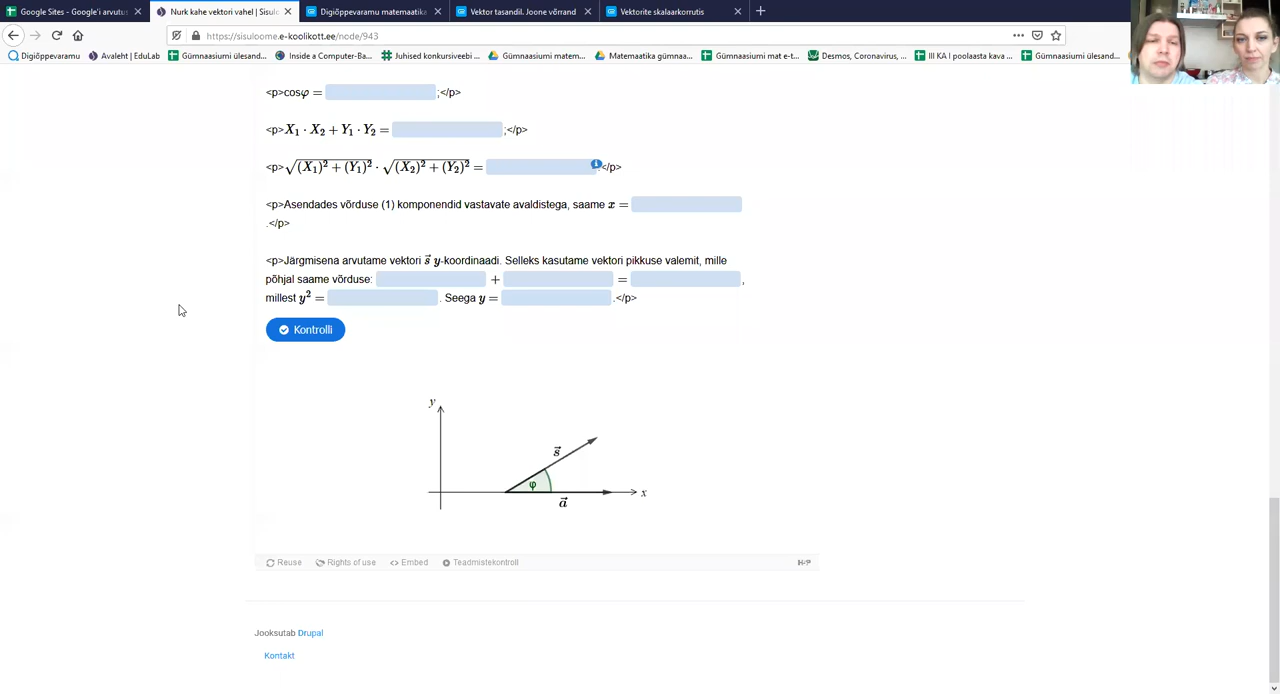 Google Sites - Google'i arvutus
Nurk kahe vektori vahel | Sisulo
Digiõppevaramu matemaatika
Vektor tasandil. Joone võrrand
Vektorite skalaarkorrutis
https://sisuloome.e-koolikott.ee/node/943
Digiõppevaramu
Avaleht | EduLab
Gümnaasiumi ülesand...
Inside a Computer-Ba...
Juhised konkursiveebi ...
Gümnaasiumi matem...
Matemaatika gümnaa...
Gümnaasiumi mat e-t...
Desmos, Coronavirus, ...
III KA I poolaasta kava ...
Gümnaasiumi ülesand...
<p>cosφ = ;</p>
<p>X₁ · X₂ + Y₁ · Y₂ = ;</p>
<p>√(X₁)² + (Y₁)² · √(X₂)² + (Y₂)² = .</p>
<p>Asendades võrduse (1) komponendid vastavate avaldistega, saame x =
.</p>
<p>Järgmisena arvutame vektori s⃗ y-koordinaadi. Selleks kasutame vektori pikkuse valemit, mille
põhjal saame võrduse: + = ,
millest y² = . Seega y = .</p>
Kontrolli
y
s⃗
φ
x
a⃗
Reuse
Rights of use
<> Embed
Teadmistekontroll
H-P
Jooksutab Drupal
Kontakt